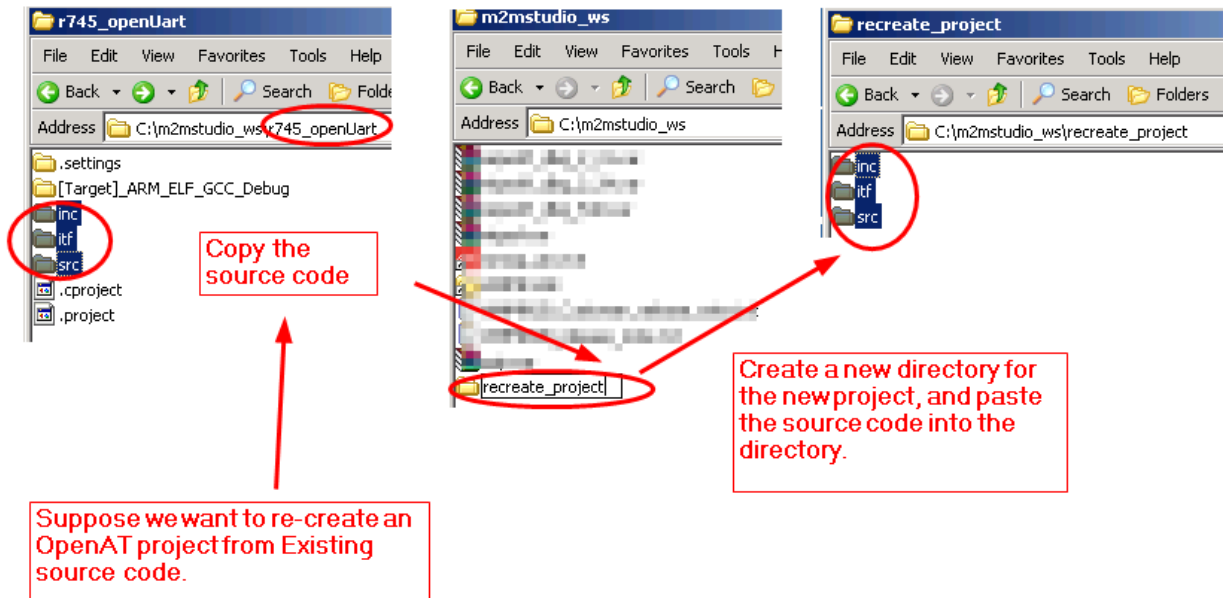 r745_openUart
File Edit View Favorites Tools Help
Back Search Folde
Address C:\m2mstudio_ws\r745_openUart
.settings
[Target]_ARM_ELF_GCC_Debug
inc
itf
src
.cproject
.project
m2mstudio_ws
File Edit View Favorites Tools H
Back Search
Address C:\m2mstudio_ws
recreate_project
recreate_project
File Edit View Favorites Tools Help
Back Search Folders
Address C:\m2mstudio_ws\recreate_project
inc
itf
src
Copy the
source code
Create a new directory for
the new project, and paste
the source code into the
directory.
Suppose we want to re-create an
OpenAT project from Existing
source code.